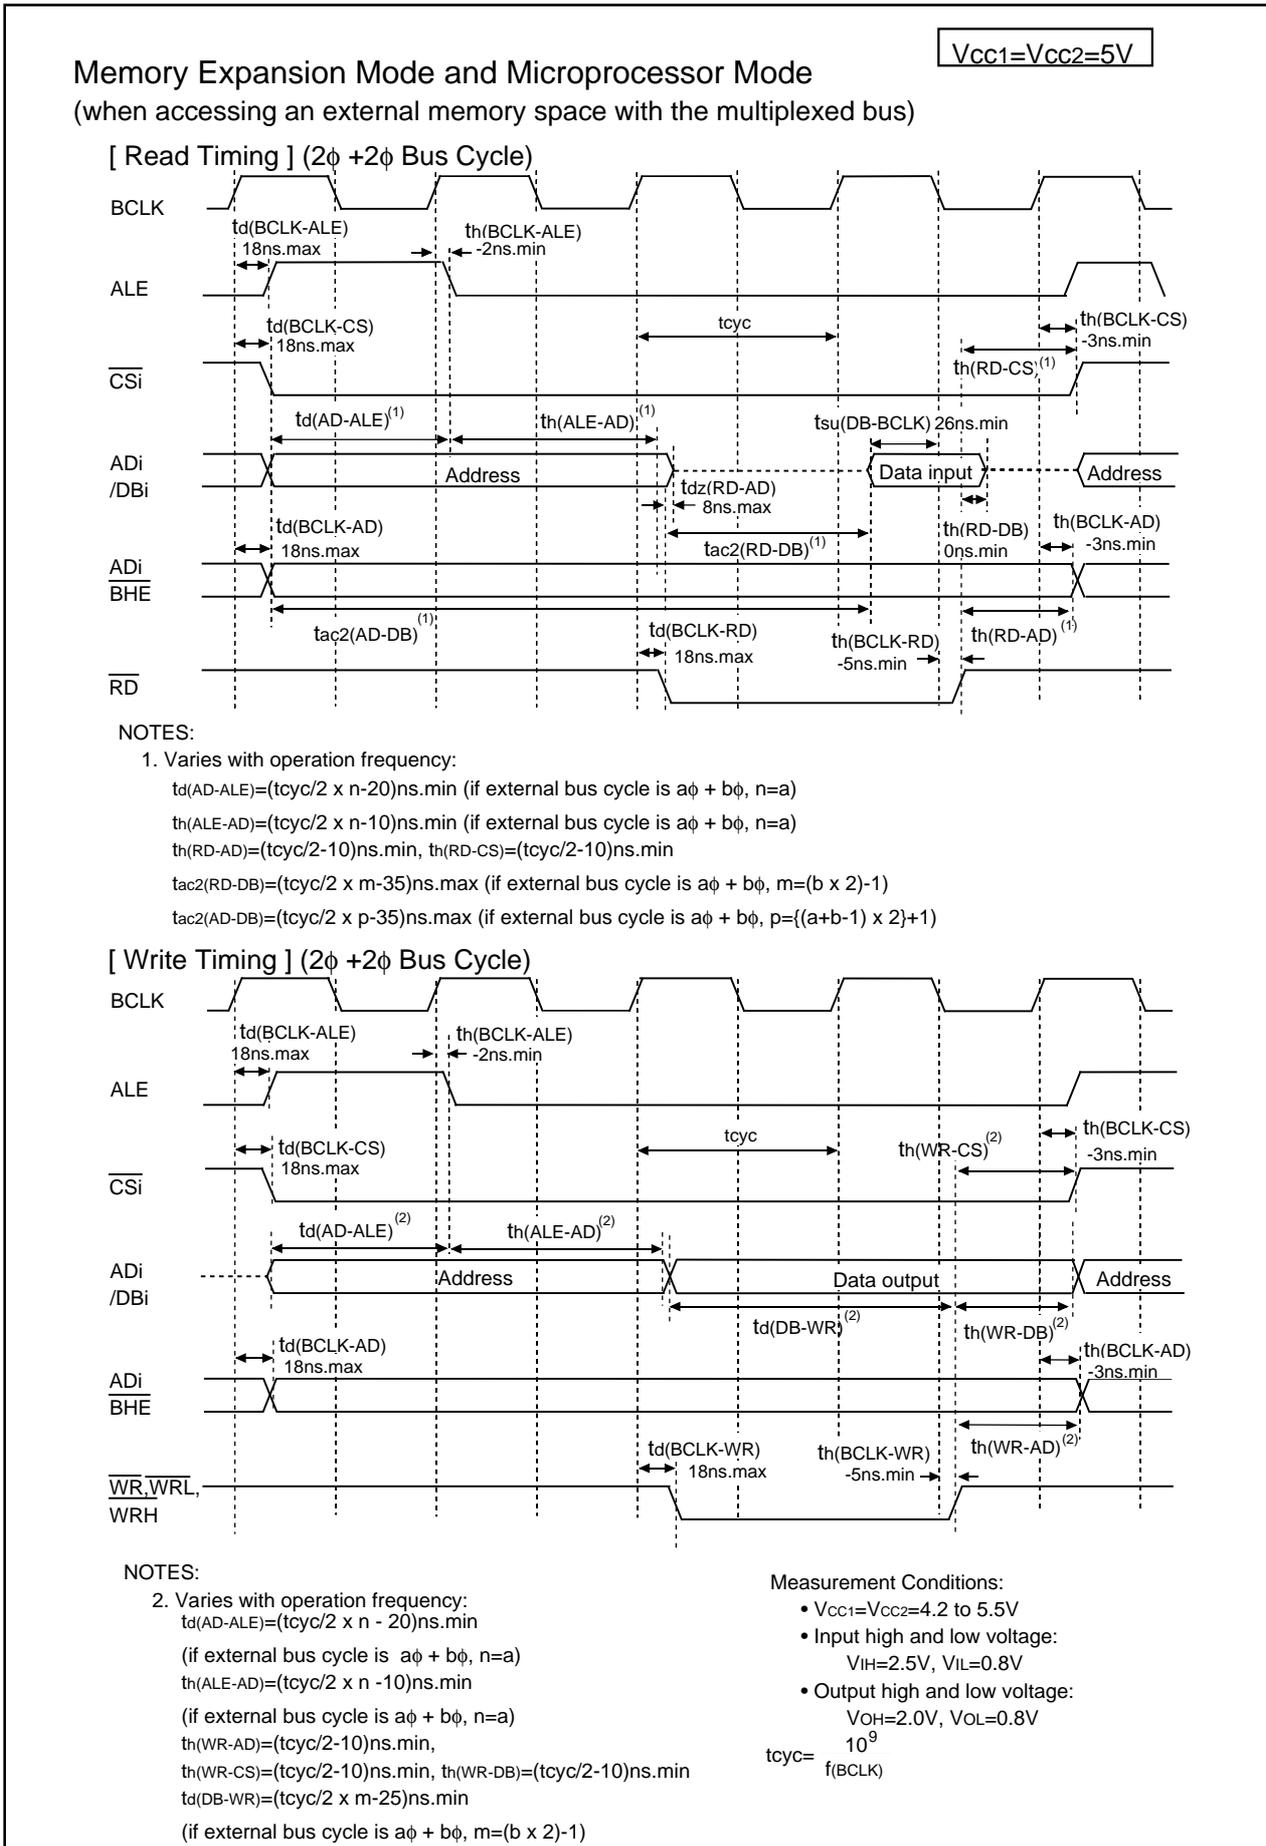 Vcc1=Vcc2=5V
Memory Expansion Mode and Microprocessor Mode
(when accessing an external memory space with the multiplexed bus)
[ Read Timing ] (2ϕ +2ϕ Bus Cycle)
BCLK
td(BCLK-ALE)
18ns.max
th(BCLK-ALE)
-2ns.min
ALE
td(BCLK-CS)
18ns.max
tcyc
th(BCLK-CS)
-3ns.min
th(RD-CS)(1)
CSi
td(AD-ALE)(1)
th(ALE-AD)(1)
tsu(DB-BCLK) 26ns.min
ADi
/DBi
Address
Data input
Address
tdz(RD-AD)
8ns.max
td(BCLK-AD)
18ns.max
tac2(RD-DB)(1)
th(RD-DB)
0ns.min
th(BCLK-AD)
-3ns.min
ADi
BHE
tac2(AD-DB)(1)
td(BCLK-RD)
18ns.max
th(BCLK-RD)
-5ns.min
th(RD-AD)(1)
RD
NOTES:
1. Varies with operation frequency:
td(AD-ALE)=(tcyc/2 x n-20)ns.min (if external bus cycle is aϕ + bϕ, n=a)
th(ALE-AD)=(tcyc/2 x n-10)ns.min (if external bus cycle is aϕ + bϕ, n=a)
th(RD-AD)=(tcyc/2-10)ns.min, th(RD-CS)=(tcyc/2-10)ns.min
tac2(RD-DB)=(tcyc/2 x m-35)ns.max (if external bus cycle is aϕ + bϕ, m=(b x 2)-1)
tac2(AD-DB)=(tcyc/2 x p-35)ns.max (if external bus cycle is aϕ + bϕ, p={(a+b-1) x 2}+1)
[ Write Timing ] (2ϕ +2ϕ Bus Cycle)
BCLK
td(BCLK-ALE)
18ns.max
th(BCLK-ALE)
-2ns.min
ALE
td(BCLK-CS)
18ns.max
tcyc
th(WR-CS)(2)
th(BCLK-CS)
-3ns.min
CSi
td(AD-ALE)(2)
th(ALE-AD)(2)
ADi
/DBi
Address
Data output
Address
td(DB-WR)(2)
th(WR-DB)(2)
td(BCLK-AD)
18ns.max
th(BCLK-AD)
-3ns.min
ADi
BHE
td(BCLK-WR)
18ns.max
th(BCLK-WR)
-5ns.min
th(WR-AD)(2)
WR,WRL,
WRH
NOTES:
2. Varies with operation frequency:
td(AD-ALE)=(tcyc/2 x n - 20)ns.min
(if external bus cycle is aϕ + bϕ, n=a)
th(ALE-AD)=(tcyc/2 x n -10)ns.min
(if external bus cycle is aϕ + bϕ, n=a)
th(WR-AD)=(tcyc/2-10)ns.min,
th(WR-CS)=(tcyc/2-10)ns.min, th(WR-DB)=(tcyc/2-10)ns.min
td(DB-WR)=(tcyc/2 x m-25)ns.min
(if external bus cycle is aϕ + bϕ, m=(b x 2)-1)
Measurement Conditions:
• VCC1=VCC2=4.2 to 5.5V
• Input high and low voltage:
VIH=2.5V, VIL=0.8V
• Output high and low voltage:
VOH=2.0V, VOL=0.8V
tcyc= 10^9
f(BCLK)